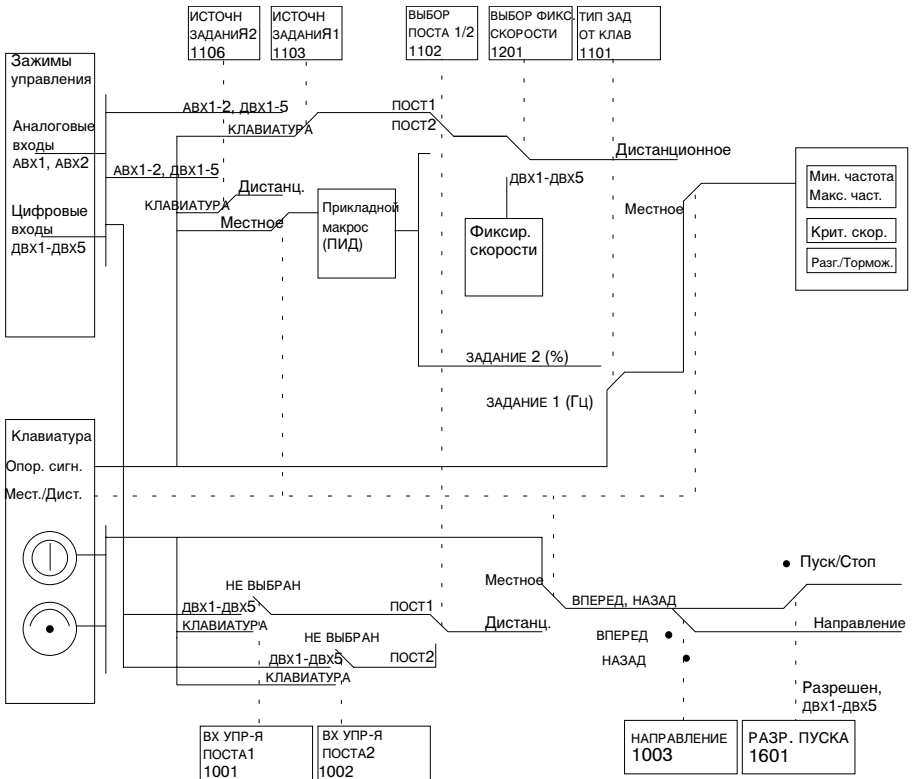 ИСТОЧН
ЗАДАНИЯ2
1106
ИСТОЧН
ЗАДАНИЯ1
1103
ВЫБОР
ПОСТА 1/2
1102
ВЫБОР ФИКС.
СКОРОСТИ
1201
ТИП ЗАД
ОТ КЛАВ
1101
Зажимы
управления
Аналоговые
входы
АВХ1, АВХ2
Цифровые
входы
ДВХ1-ДВХ5
АВХ1-2, ДВХ1-5
КЛАВИАТУРА
ПОСТ1
ПОСТ2
Дистанционное
АВХ1-2, ДВХ1-5
Дистанц.
КЛАВИАТУРА
Местное
Прикладной
макрос
(ПИД)
ДВХ1-ДВХ5
Фиксир.
скорости
Местное
Мин. частота
Макс. част.
Крит. скор.
Разг./Тормож.
ЗАДАНИЕ 2 (%)
ЗАДАНИЕ 1 (Гц)
Клавиатура
Опор. сигн.
Мест./Дист.
НЕ ВЫБРАН
ДВХ1-ДВХ5
КЛАВИАТУРА
ПОСТ1
НЕ ВЫБРАН
ДВХ1-ДВХ5
КЛАВИАТУРА
ПОСТ2
Местное
Дистанц.
ВПЕРЕД, НАЗАД
Пуск/Стоп
Направление
ВПЕРЕД
НАЗАД
Разрешен,
ДВХ1-ДВХ5
ВХ УПР-Я
ПОСТА1
1001
ВХ УПР-Я
ПОСТА2
1002
НАПРАВЛЕНИЕ
1003
РАЗР. ПУСКА
1601